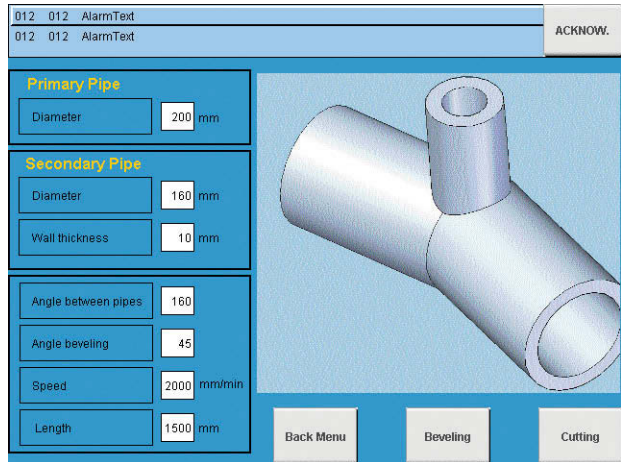 012 012 AlarmText
012 012 AlarmText
ACKNOW.
Primary Pipe
Diameter 200 mm
Secondary Pipe
Diameter 160 mm
Wall thickness 10 mm
Angle between pipes 160
Angle beveling 45
Speed 2000 mm/min
Length 1500 mm
Back Menu Beveling Cutting